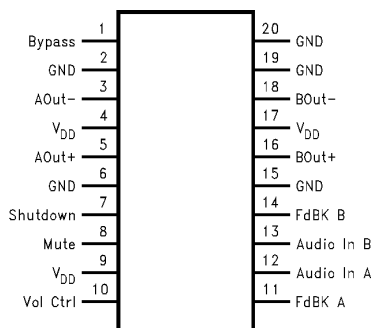 Bypass 1 20 GND
GND 2 19 GND
AOut- 3 18 BOut-
VDD 4 17 VDD
AOut+ 5 16 BOut+
GND 6 15 GND
Shutdown 7 14 FdBK B
Mute 8 13 Audio In B
VDD 9 12 Audio In A
Vol Ctrl 10 11 FdBK A